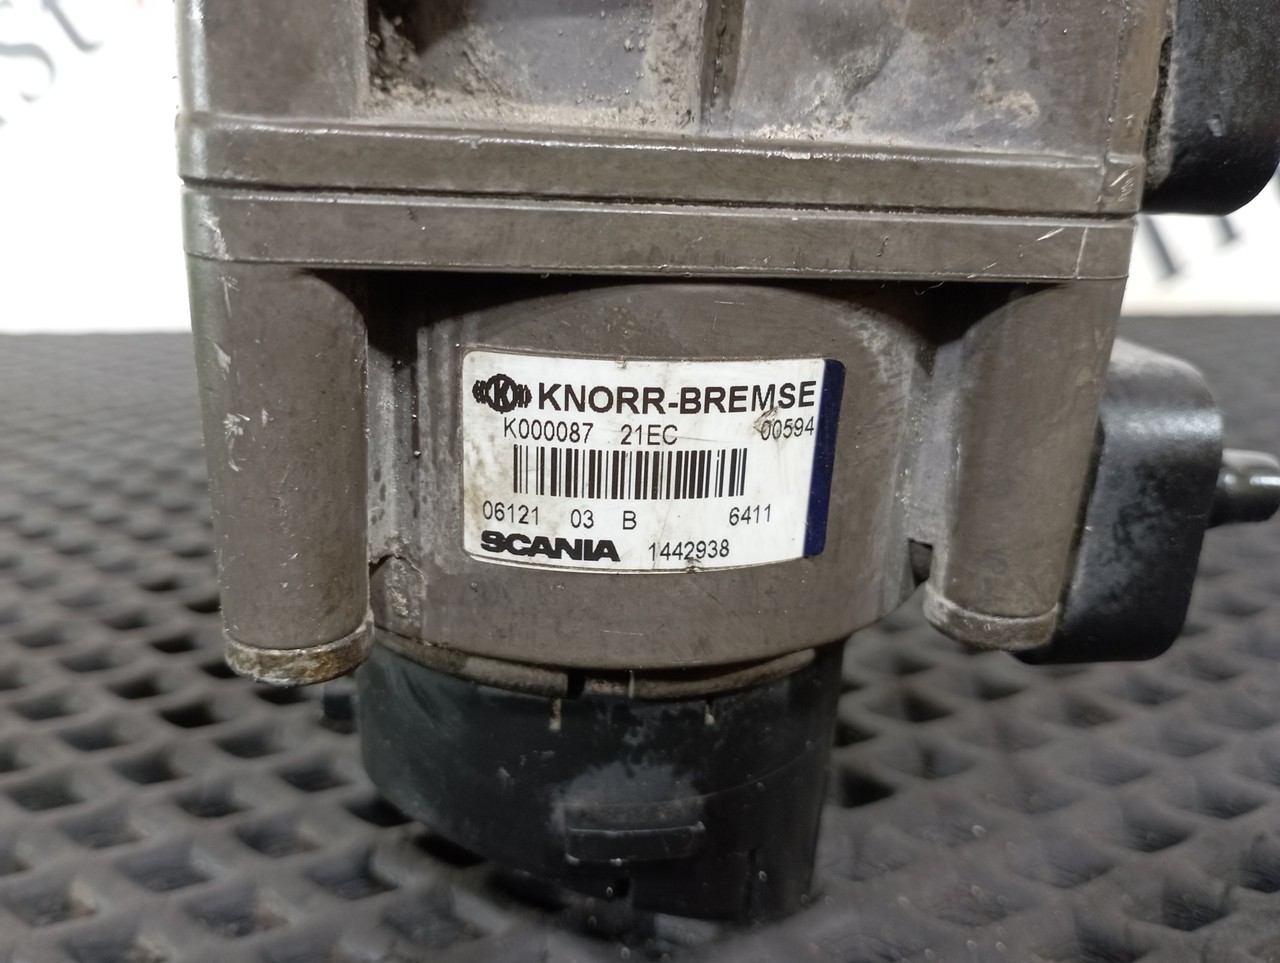 KNORR-BREMSE
K000087 21EC 00594
06121 03 B 6411
SCANIA 1442938